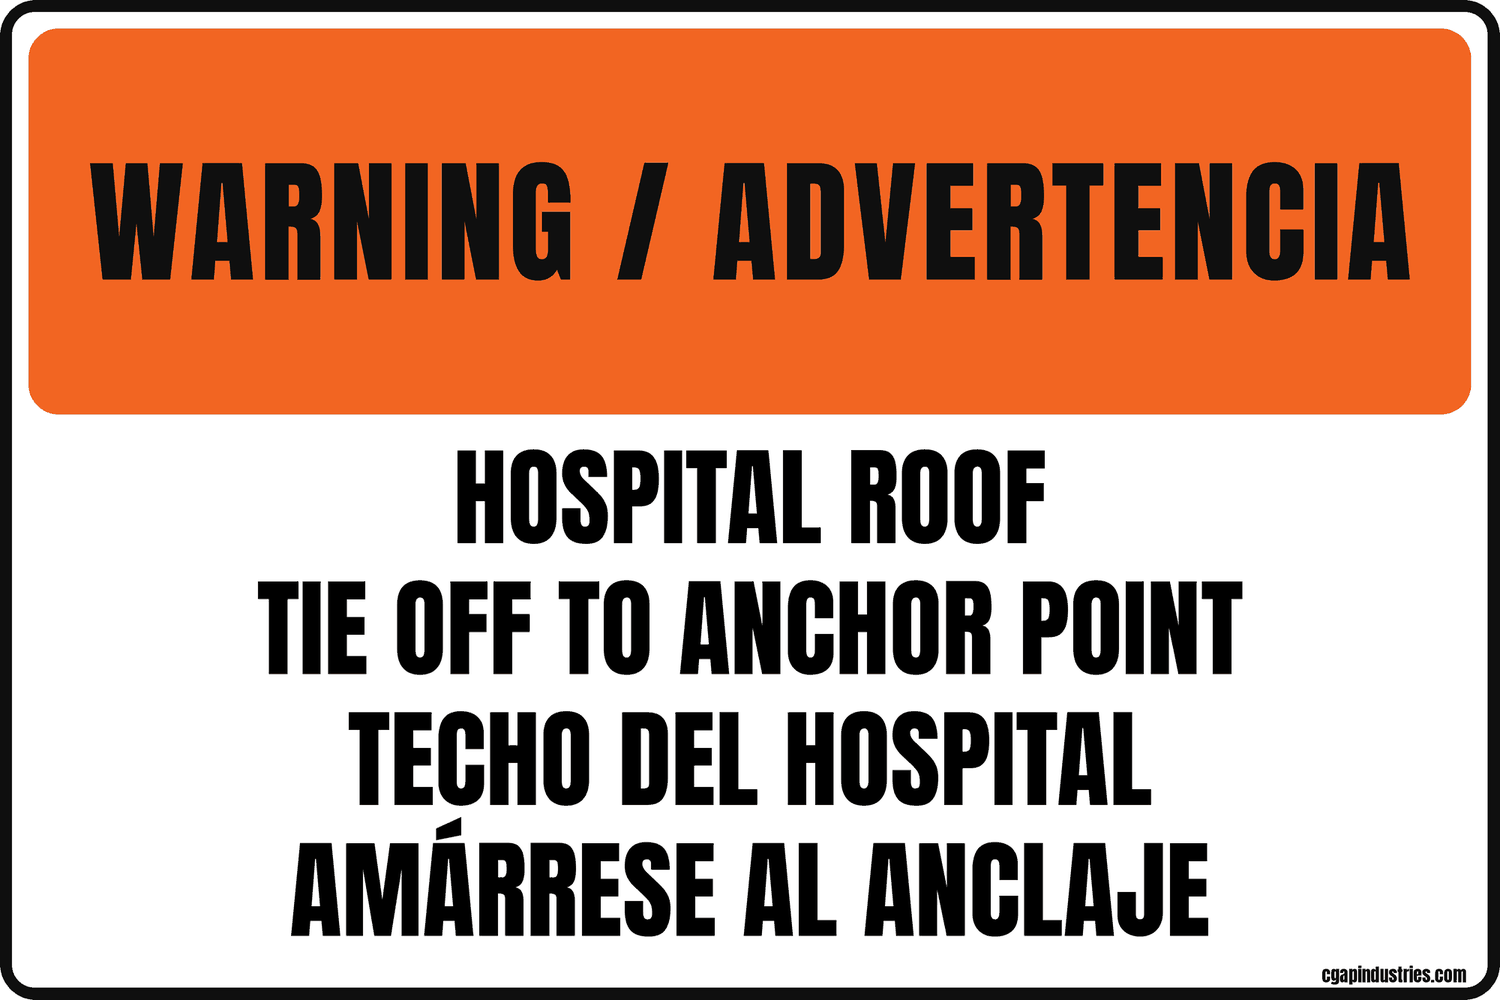 WARNING / ADVERTENCIA
HOSPITAL ROOF
TIE OFF TO ANCHOR POINT
TECHO DEL HOSPITAL
AMÁRRESE AL ANCLAJE
cgapindustries.com